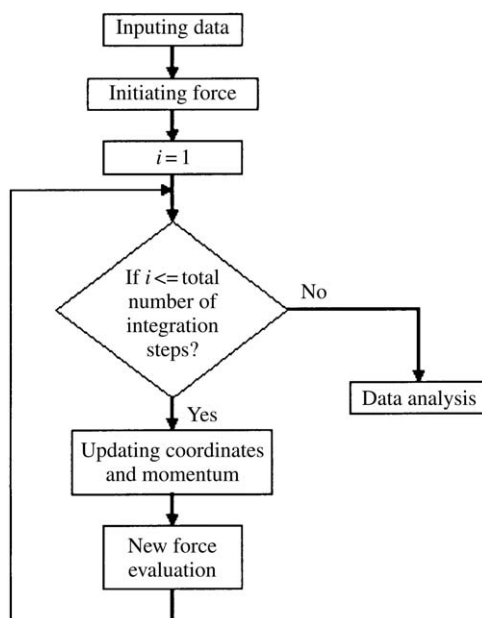 Inputing data
Initiating force
i = 1
If i <= total
number of
integration
steps?
No
Data analysis
Yes
Updating coordinates
and momentum
New force
evaluation